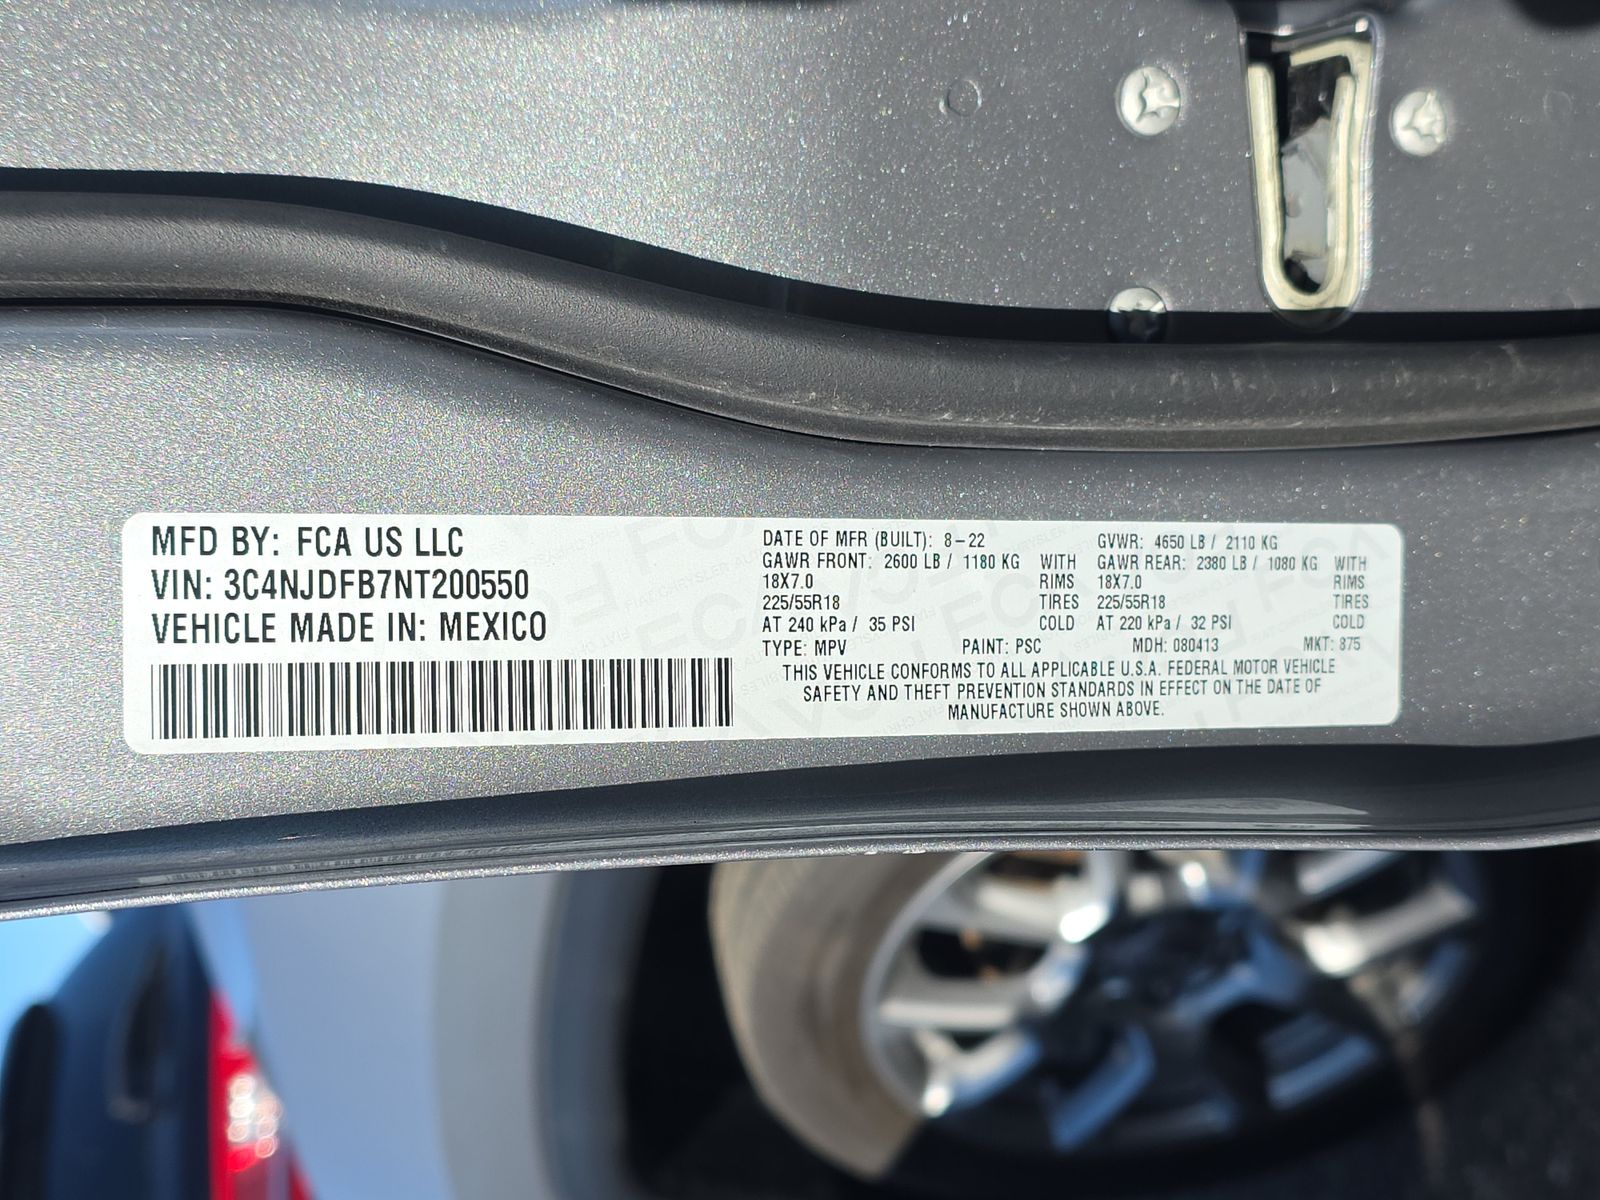 MFD BY: FCA US LLC
VIN: 3C4NJDFB7NT200550
VEHICLE MADE IN: MEXICO
DATE OF MFR (BUILT): 8-22 GVWR: 4650 LB / 2110 KG
GAWR FRONT: 2600 LB / 1180 KG WITH GAWR REAR: 2380 LB / 1080 KG WITH
18X7.0 RIMS 18X7.0 RIMS
225/55R18 TIRES 225/55R18 TIRES
AT 240 kPa / 35 PSI COLD AT 220 kPa / 32 PSI COLD
TYPE: MPV PAINT: PSC MDH: 080413 MKT: 875
THIS VEHICLE CONFORMS TO ALL APPLICABLE U.S.A. FEDERAL MOTOR VEHICLE
SAFETY AND THEFT PREVENTION STANDARDS IN EFFECT ON THE DATE OF
MANUFACTURE SHOWN ABOVE.